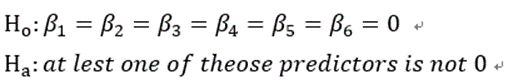 H₀: β₁ = β₂ = β₃ = β₄ = β₅ = β₆ = 0 ↵
Hₐ: at lest one of theose predictors is not 0 ↵